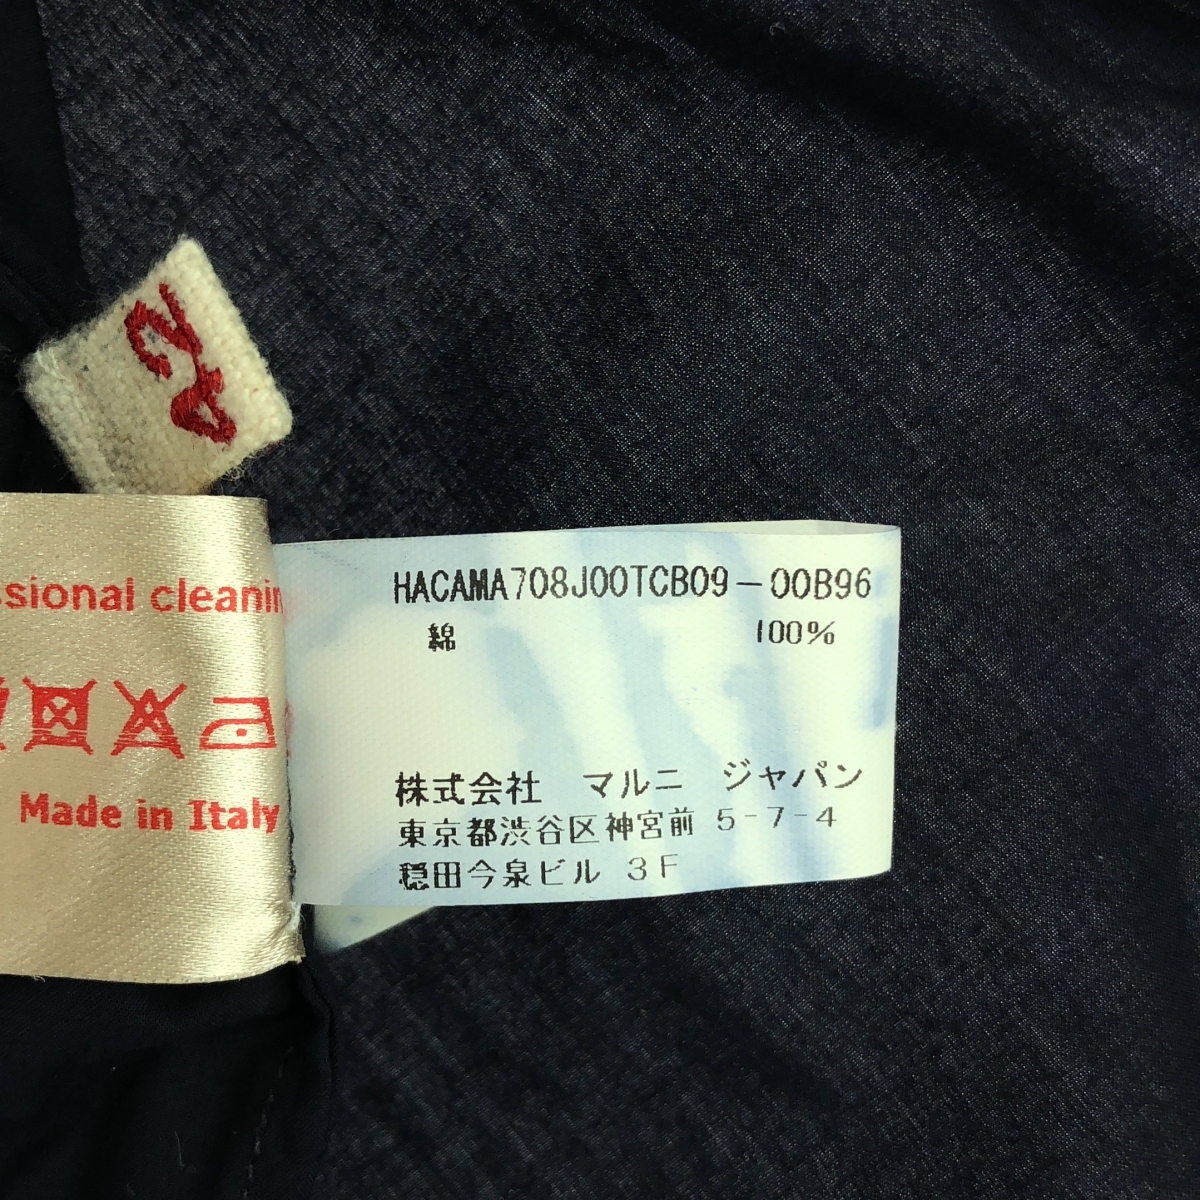 42
ssional cleanin
Made in Italy
HACAMA708J00TCB09-00B96
綿 100%
株式会社 マルニ ジャパン
東京都渋谷区神宮前 5-7-4
穏田今泉ビル 3F